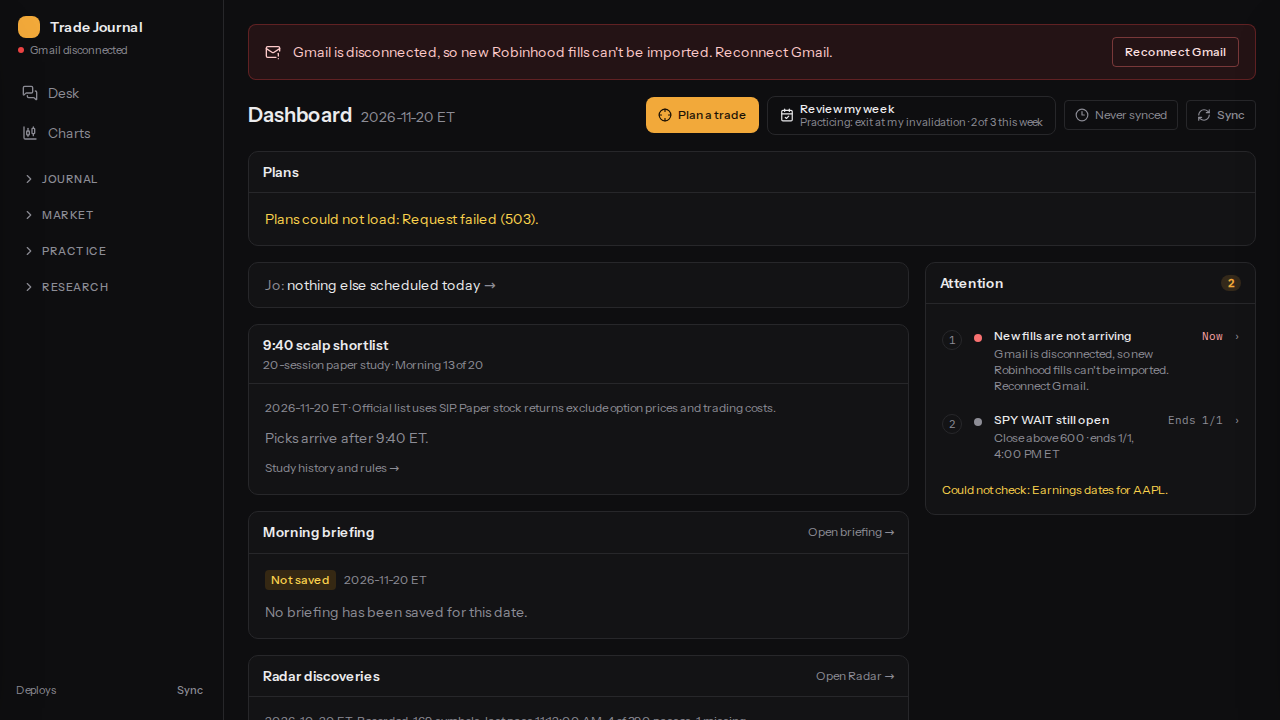 Trade Journal
Gmail disconnected
Desk
Charts
JOURNAL
MARKET
PRACTICE
RESEARCH
Deploys
Sync
Gmail is disconnected, so new Robinhood fills can't be imported. Reconnect Gmail.
Reconnect Gmail
Dashboard 2026-11-20 ET
Plan a trade
Review my week
Practicing: exit at my invalidation · 2 of 3 this week
Never synced
Sync
Plans
Plans could not load: Request failed (503).
Jo: nothing else scheduled today →
9:40 scalp shortlist
20-session paper study · Morning 13 of 20
2026-11-20 ET · Official list uses SIP. Paper stock returns exclude option prices and trading costs.
Picks arrive after 9:40 ET.
Study history and rules →
Morning briefing
Open briefing →
Not saved 2026-11-20 ET
No briefing has been saved for this date.
Radar discoveries
Open Radar →
Attention
2
1
New fills are not arriving
Now ›
Gmail is disconnected, so new
Robinhood fills can't be imported.
Reconnect Gmail.
2
SPY WAIT still open
Ends 1/1 ›
Close above 600 · ends 1/1,
4:00 PM ET
Could not check: Earnings dates for AAPL.